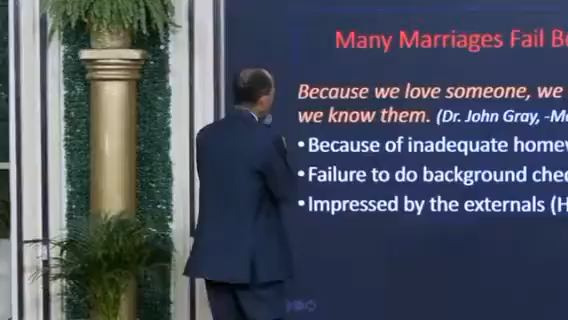 Many Marriages Fail Be
Because we love someone, we
we know them. (Dr. John Gray, -Ma
• Because of inadequate homew
• Failure to do background chec
• Impressed by the externals (H